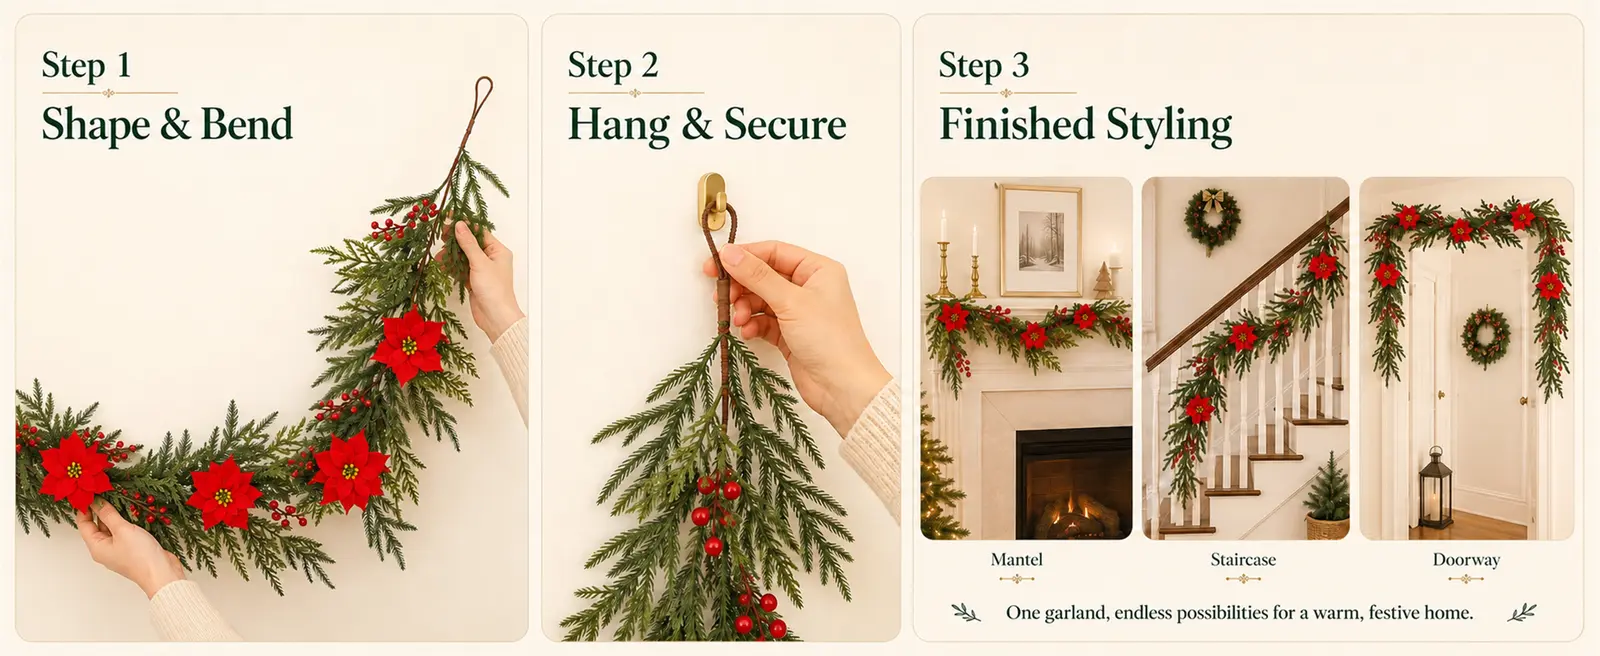 Step 1
Shape & Bend
Step 2
Hang & Secure
Step 3
Finished Styling
Mantel
Staircase
Doorway
One garland, endless possibilities for a warm, festive home.